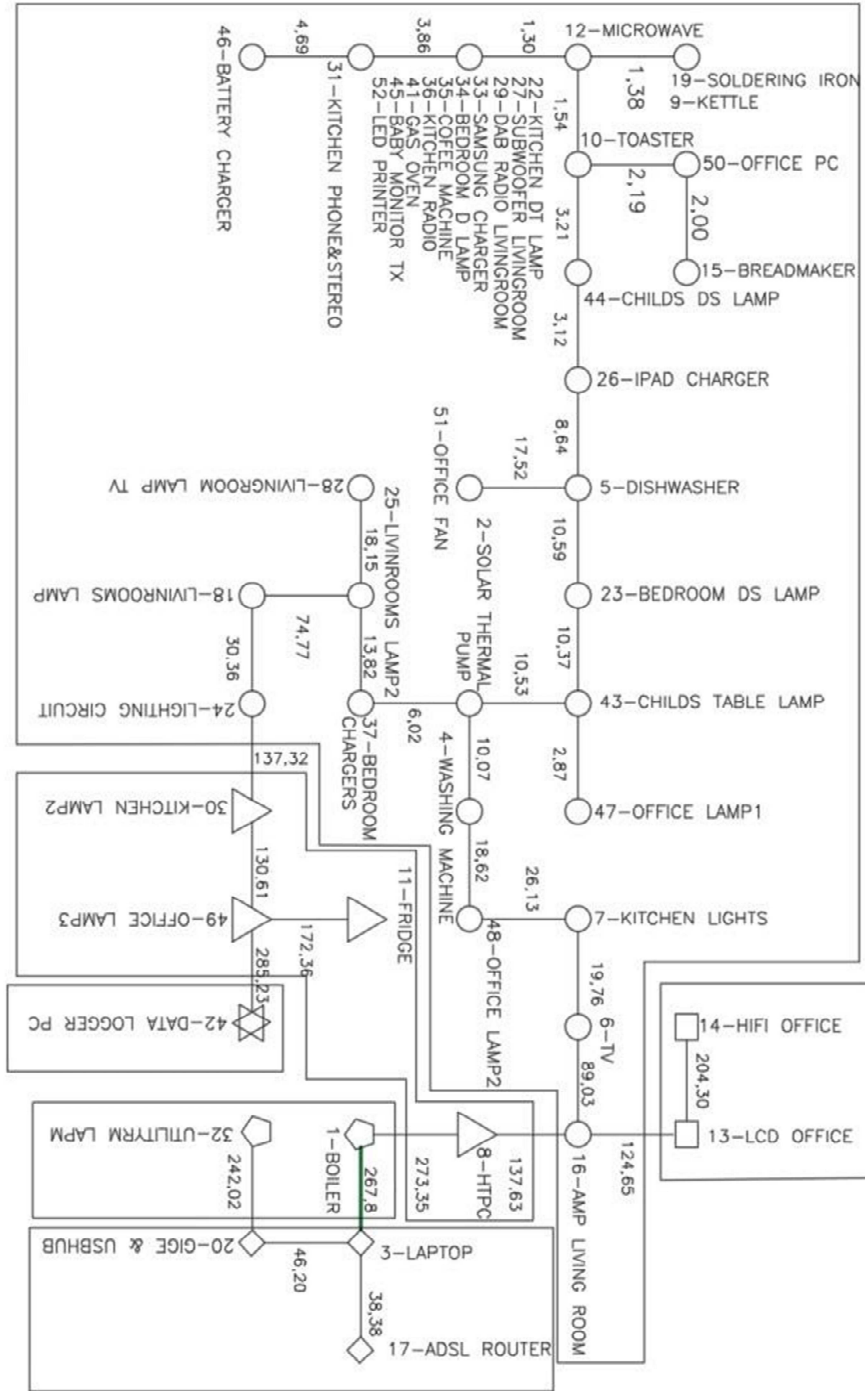 12-MICROWAVE
4,69
3,86
1,30
1,38
19-SOLDERING IRON
9-KETTLE
46-BATTERY CHARGER
31-KITCHEN PHONE&STEREO
22-KITCHEN DT LAMP
27-SUBWOOFER LIVINGROOM
29-DAB RADIO LIVINGROOM
33-SAMSUNG CHARGER
34-BEDROOM D LAMP
35-COFEE MACHINE
36-KITCHEN RADIO
41-GAS OVEN
45-BABY MONITOR TX
52-LED PRINTER
1,54
10-TOASTER
50-OFFICE PC
2,19
2,00
3,21
15-BREADMAKER
44-CHILDS DS LAMP
3,12
26-IPAD CHARGER
8,64
51-OFFICE FAN
17,52
5-DISHWASHER
28-LIVINGROOM LAMP TV
18,15
25-LIVINROOMS LAMP2
10,59
2-SOLAR THERMAL
PUMP
18-LIVINROOMS LAMP
74,77
23-BEDROOM DS LAMP
30.36
13,82
10,37
10,53
24-LIGHTING CIRCUIT
37-BEDROOM
CHARGERS
6,02
43-CHILDS TABLE LAMP
137,32
10,07
2,87
4-WASHING MACHINE
30-KITCHEN LAMP2
47-OFFICE LAMP1
130.61
18,62
11-FRIDGE
26,13
49-OFFICE LAMP3
172,36
48-OFFICE LAMP2
7-KITCHEN LIGHTS
285,23
19,76
42-DATA LOGGER PC
6-TV
14-HIFI OFFICE
89,03
204,30
32-UTILITYRM LAPM
1-BOILER
8-HTPC
137,63
16-AMP LIVING ROOM
124,65
13-LCD OFFICE
242,02
267,8
273,35
20-GIGE & USBHUB
46,20
3-LAPTOP
38,38
17-ADSL ROUTER